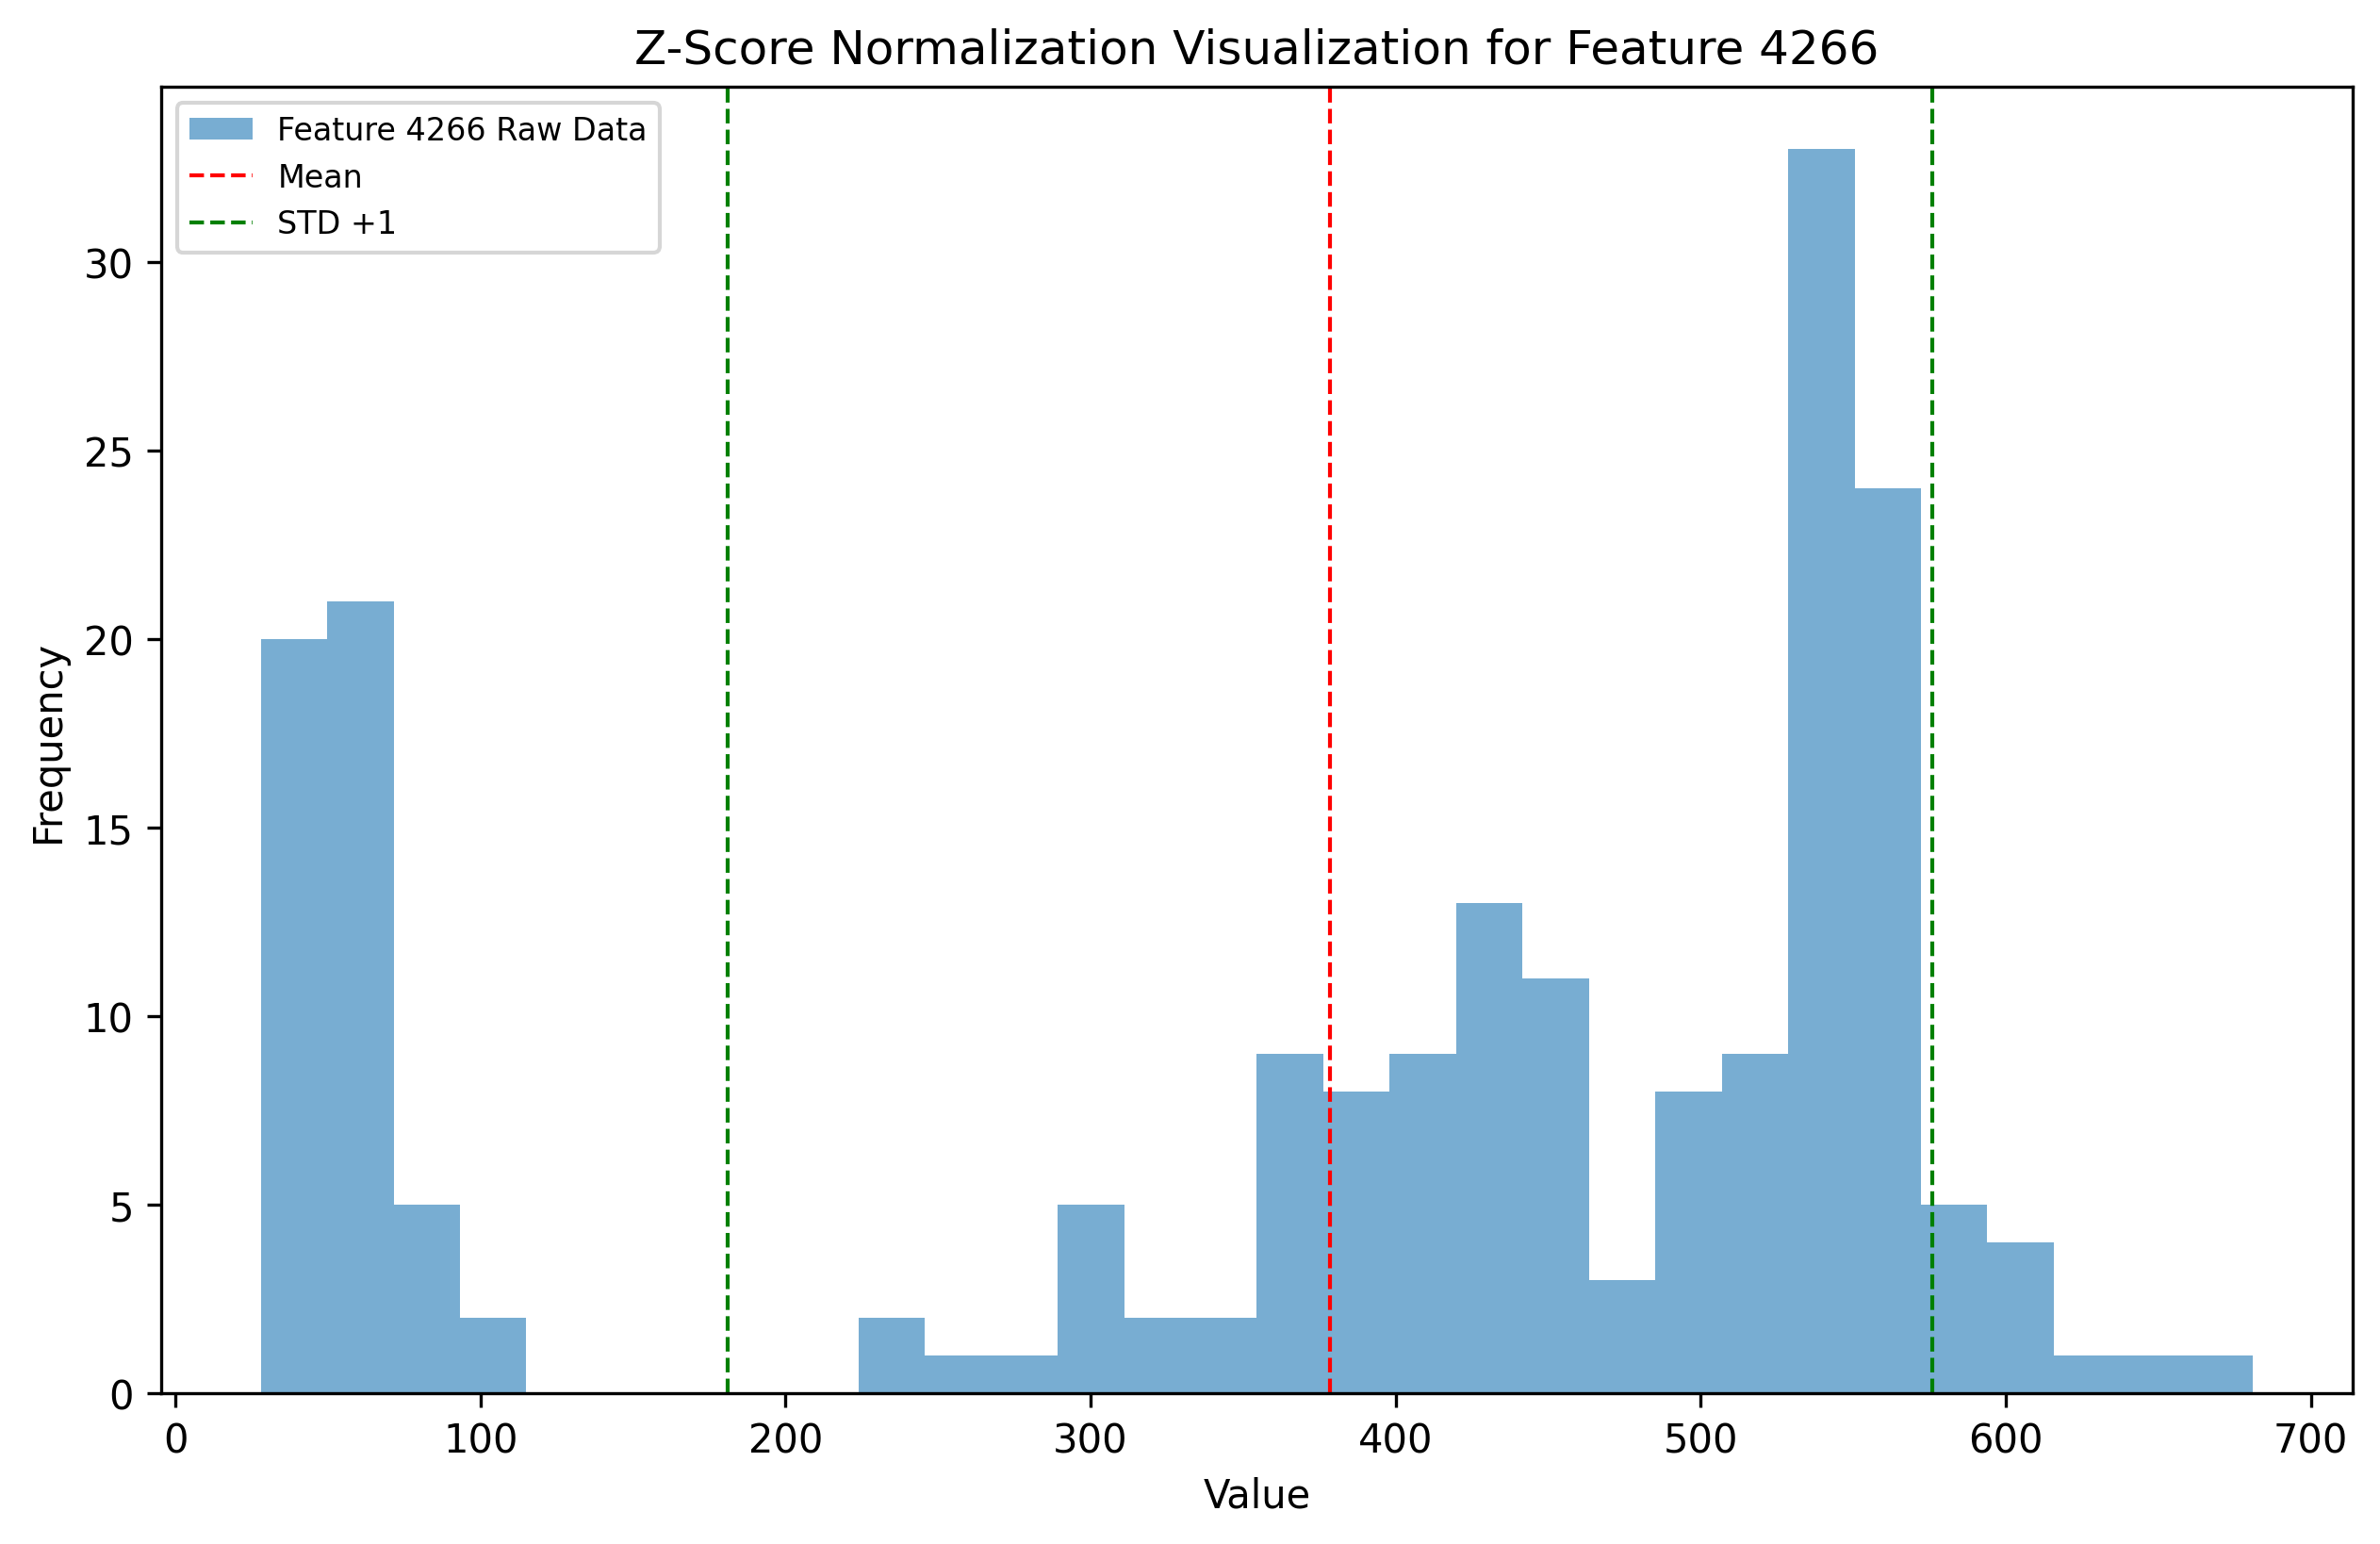 Z-Score Normalization Visualization for Feature 4266
Feature 4266 Raw Data
Mean
STD +1
30
25
20
15
10
5
0
Frequency
0 100 200 300 400 500 600 700
Value